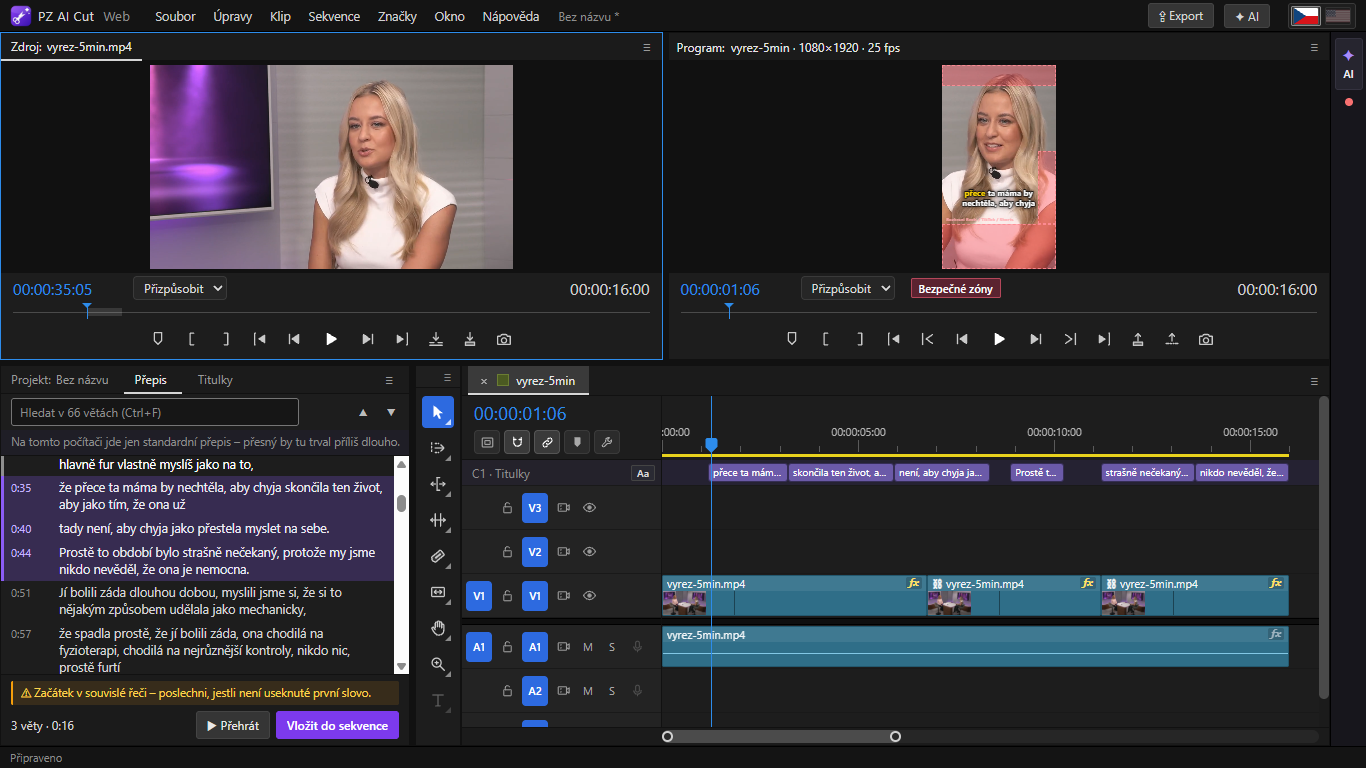 PZ AI Cut Web Soubor Úpravy Klip Sekvence Značky Okno Nápověda Bez názvu * Export AI
Zdroj: vyrez-5min.mp4
Program: vyrez-5min · 1080×1920 · 25 fps
AI
přece ta máma by
nechtěla, aby chyja
00:00:35:05 Přizpůsobit 00:00:16:00
00:00:01:06 Přizpůsobit Bezpečné zóny 00:00:16:00
Projekt: Bez názvu Přepis Titulky
Hledat v 66 větách (Ctrl+F)
Na tomto počítači jde jen standardní přepis – přesný by tu trval příliš dlouho.
hlavně fur vlastně myslíš jako na to,
0:35 že přece ta máma by nechtěla, aby chyja skončila ten život,
aby jako tím, že ona už
0:40 tady není, aby chyja jako přestela myslet na sebe.
0:44 Prostě to období bylo strašně nečekaný, protože my jsme
nikdo nevěděl, že ona je nemocna.
0:51 Jí bolili záda dlouhou dobou, myslili jsme si, že si to
nějakým způsobem udělala jako mechanicky,
0:57 že spadla prostě, že jí bolili záda, ona chodilá na
fyzioterapi, chodilá na nejrůznější kontroly, nikdo nic,
prostě furtí
⚠ Začátek v souvislé řeči – poslechni, jestli není useknuté první slovo.
3 věty · 0:16 Přehrát Vložit do sekvence
× vyrez-5min
00:00:01:06
:00:00 00:00:05:00 00:00:10:00 00:00:15:00
C1 · Titulky Aa
přece ta mám... skončila ten život, a... není, aby chyja ja... Prostě t... strašně nečekaný... nikdo nevěděl, že...
V3
V2
V1 V1 vyrez-5min.mp4 fx vyrez-5min.mp4 fx vyrez-5min.mp4 fx
A1 A1 M S vyrez-5min.mp4 fx
A2 M S
T
Připraveno